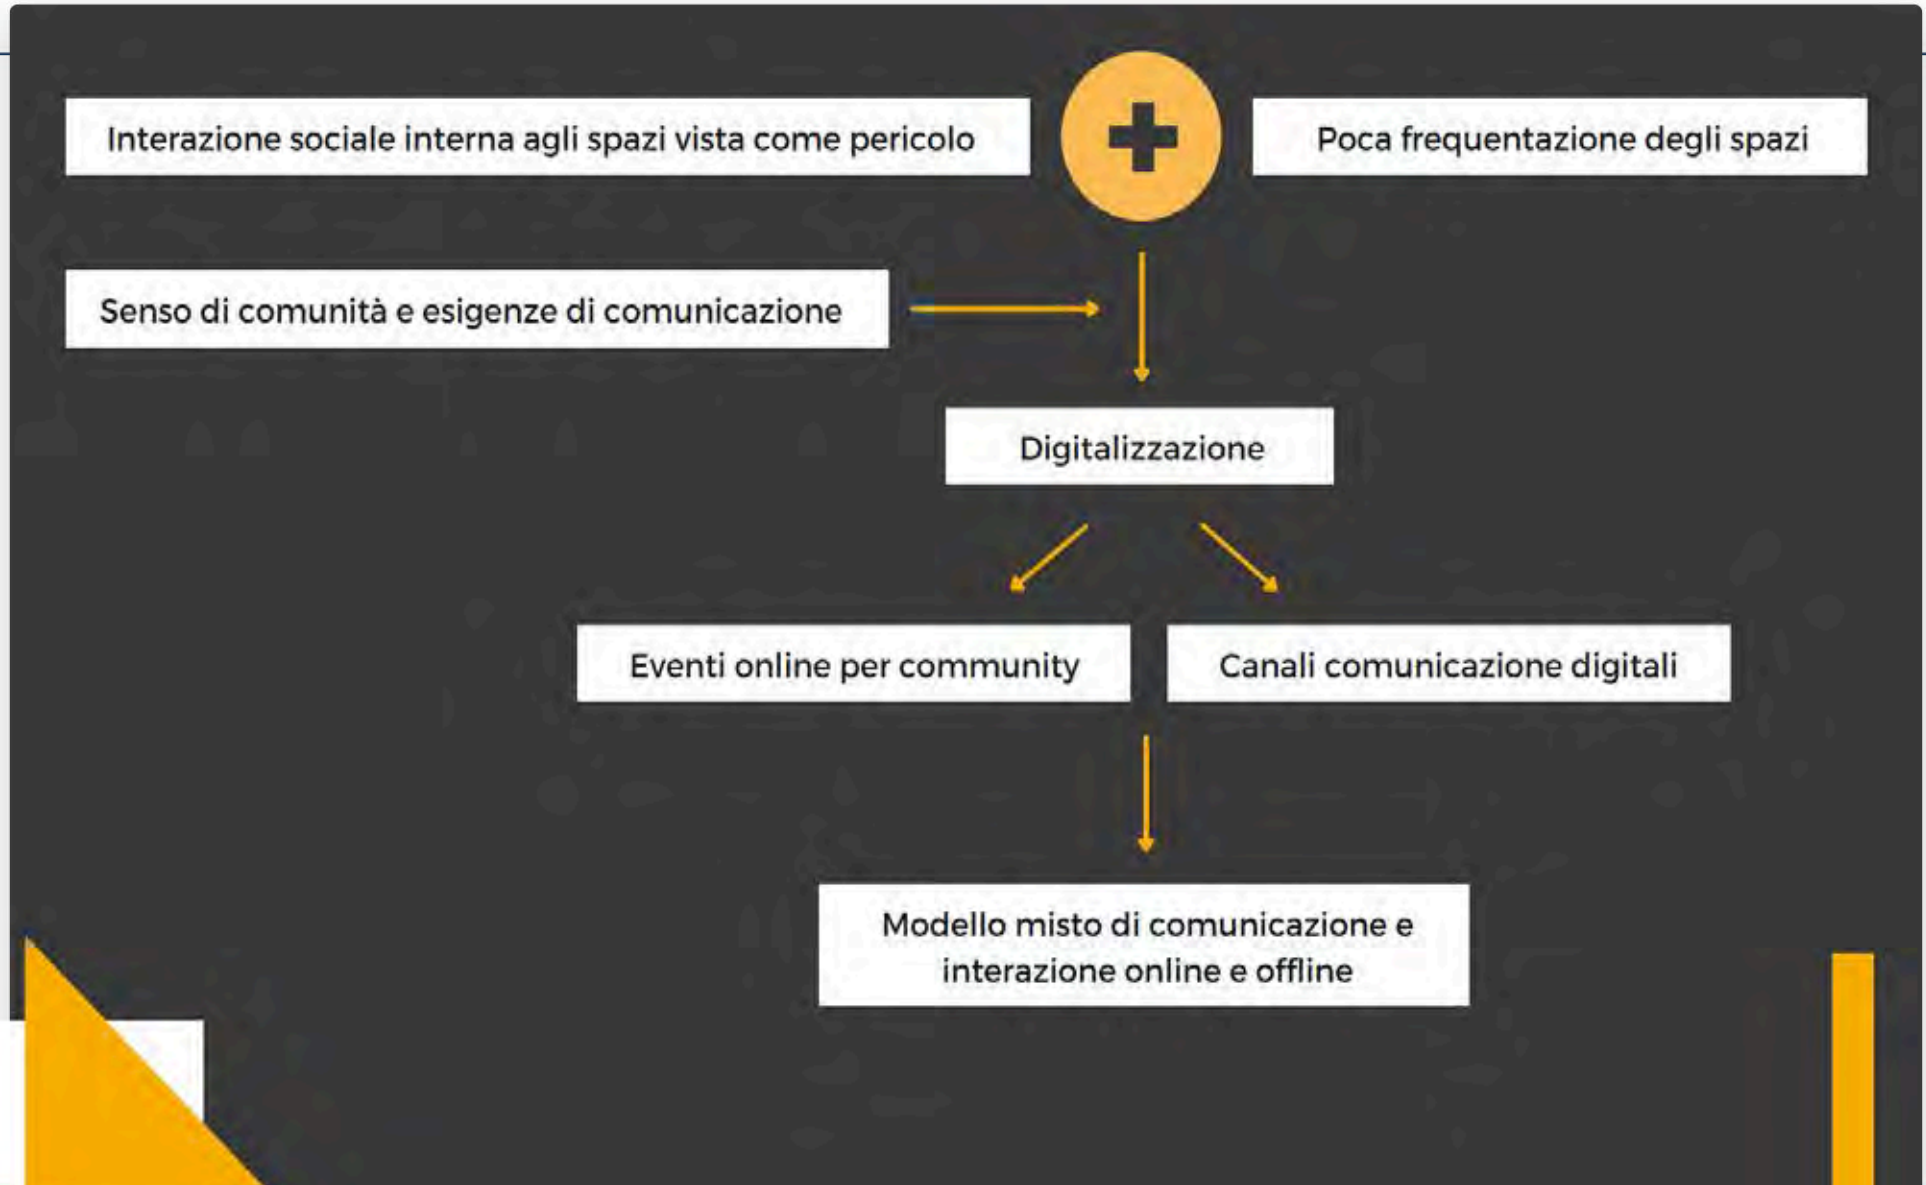 Interazione sociale interna agli spazi vista come pericolo
Poca frequentazione degli spazi
Senso di comunità e esigenze di comunicazione
Digitalizzazione
Eventi online per community
Canali comunicazione digitali
Modello misto di comunicazione e
interazione online e offline